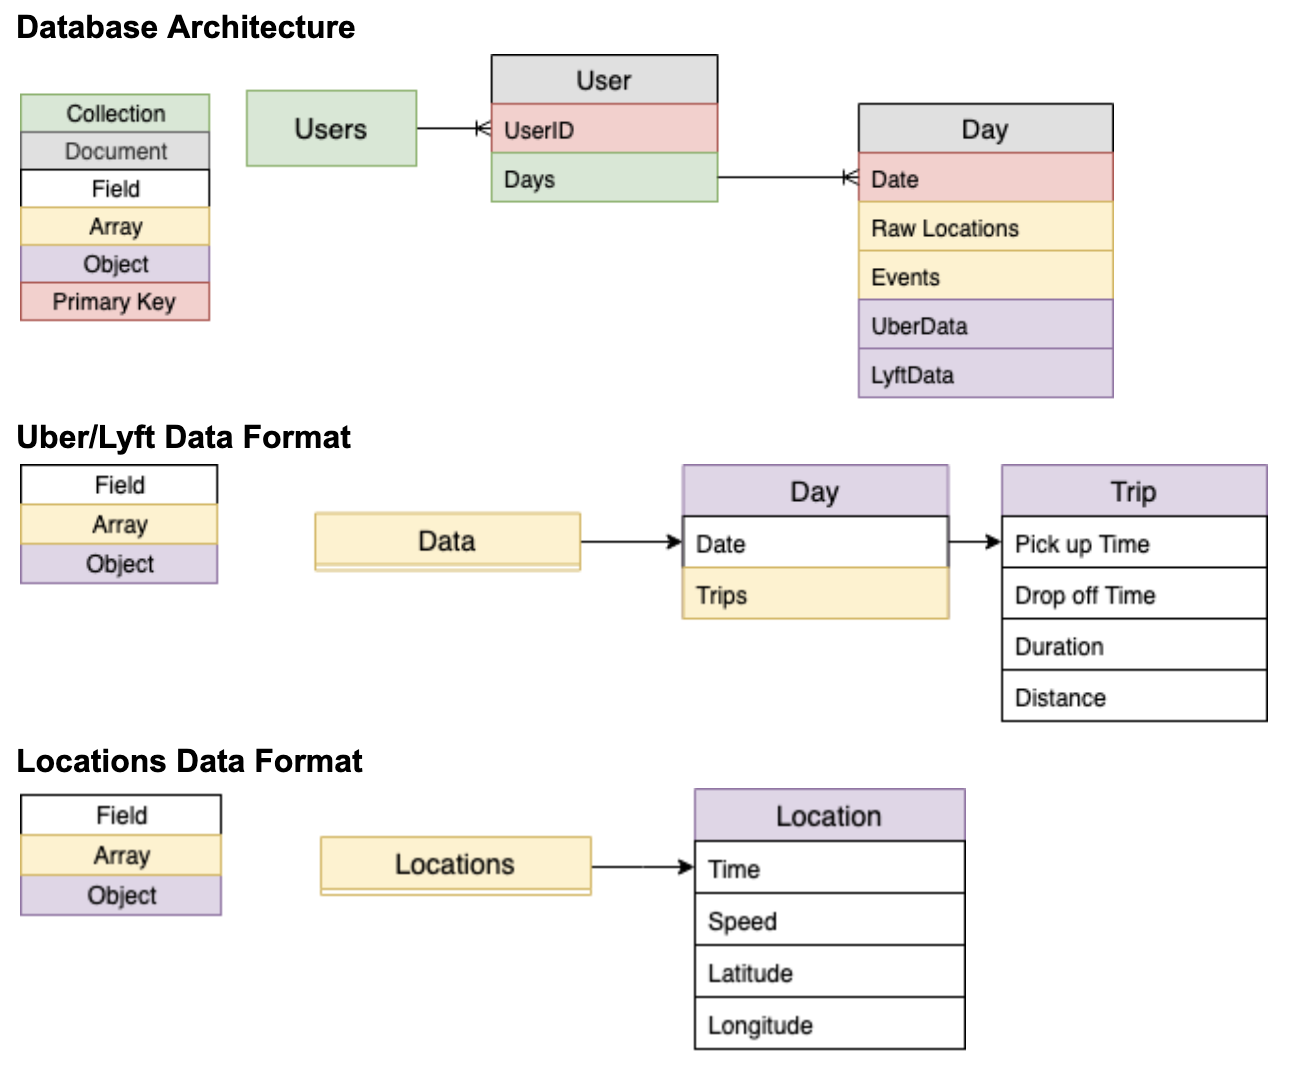 Database Architecture
Collection
Document
Field
Array
Object
Primary Key
Users
User
UserID
Days
Day
Date
Raw Locations
Events
UberData
LyftData
Uber/Lyft Data Format
Field
Array
Object
Data
Day
Date
Trips
Trip
Pick up Time
Drop off Time
Duration
Distance
Locations Data Format
Field
Array
Object
Locations
Location
Time
Speed
Latitude
Longitude